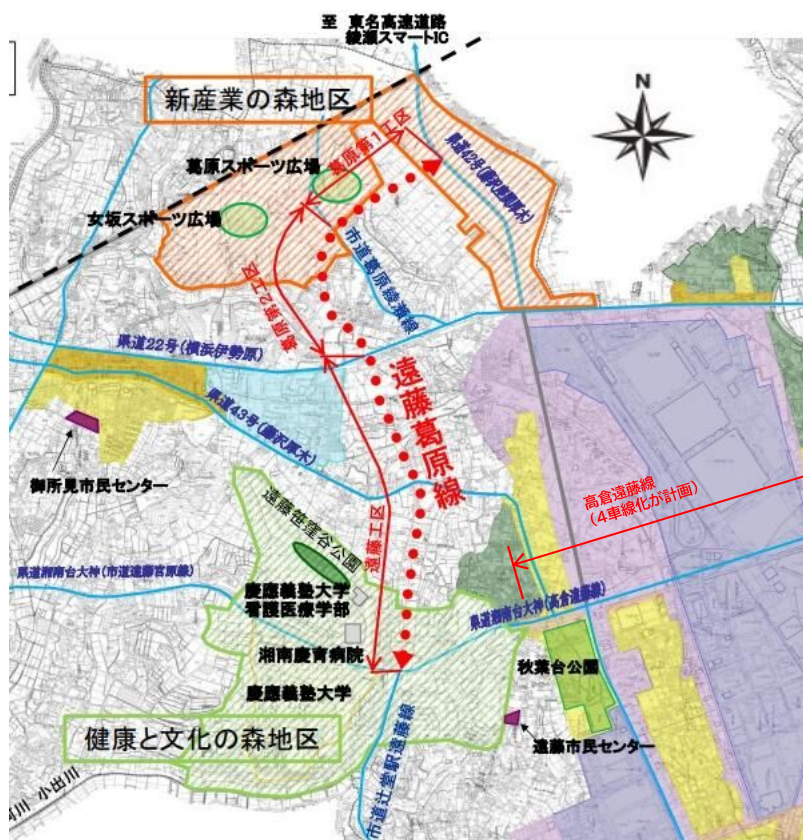 至 東名高速道路
綾瀬スマートIC
新産業の森地区
N
葛原スポーツ広場
葛原第1工区
県道42号(藤沢座間厚木)
女坂スポーツ広場
市道葛原綾瀬線
葛原第2工区
県道22号(横浜伊勢原)
遠藤葛原線
県道43号(藤沢厚木)
御所見市民センター
高倉遠藤線
(4車線化が計画)
遠藤笹窪谷公園
遠藤工区
県道湘南台大神(市道遠藤宮原線)
慶應義塾大学
看護医療学部
県道湘南台大神(高倉遠藤線)
湘南慶育病院
秋葉台公園
慶應義塾大学
健康と文化の森地区
遠藤市民センター
市道辻堂駅遠藤線
小出川